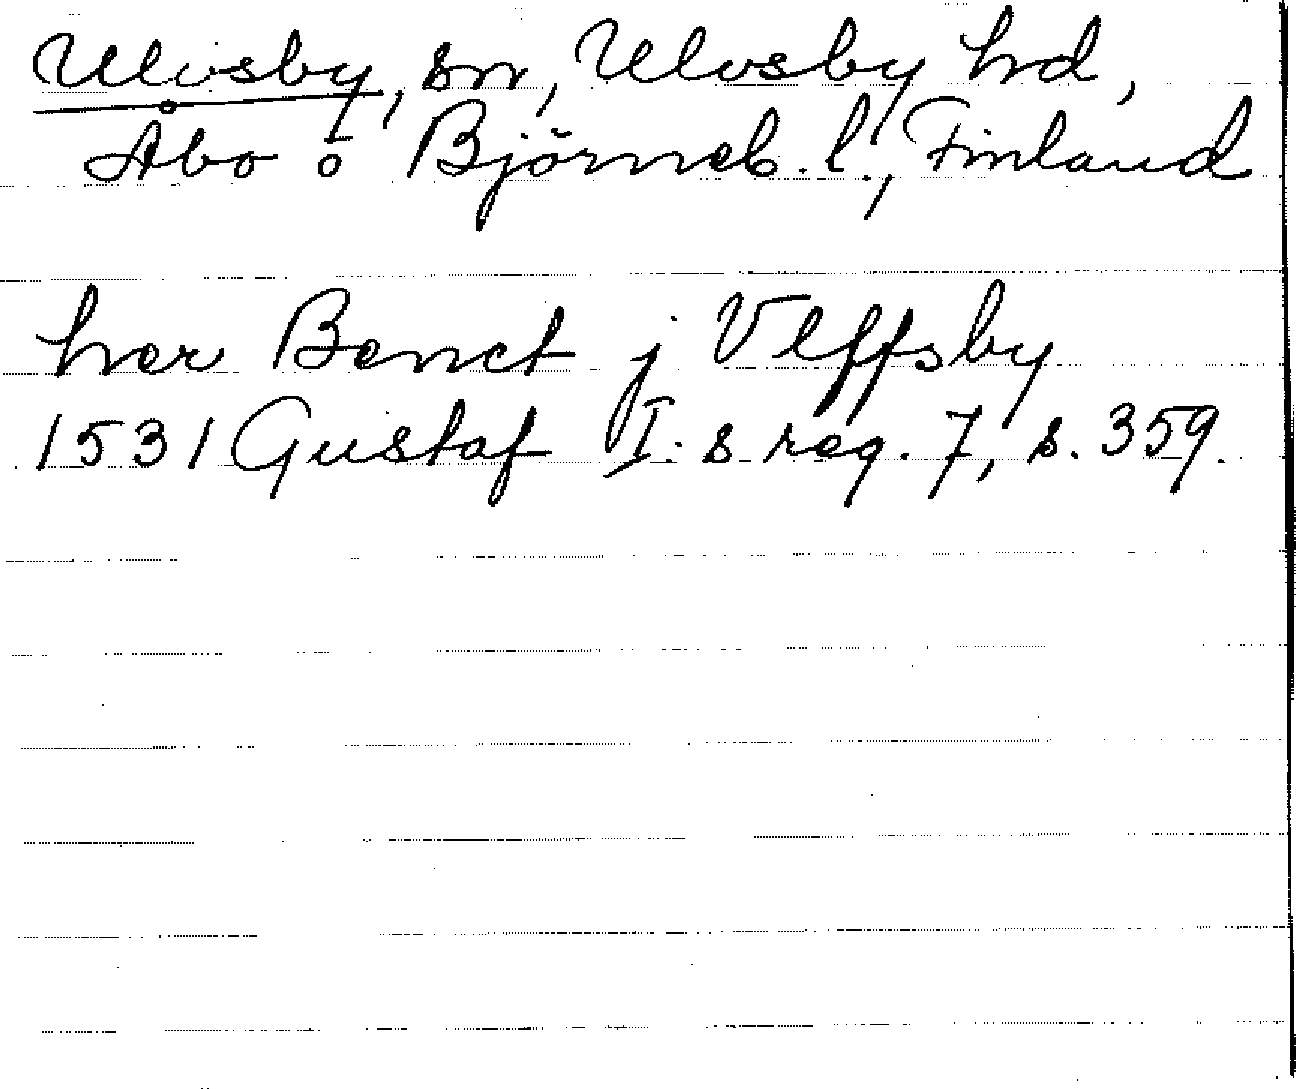 Ulvsby, sn, Ulvsby hd,
Åbo o Björneb. l., Finland
her Benct j Vlffsby
1531 Gustaf I. s reg. 7, s. 359.